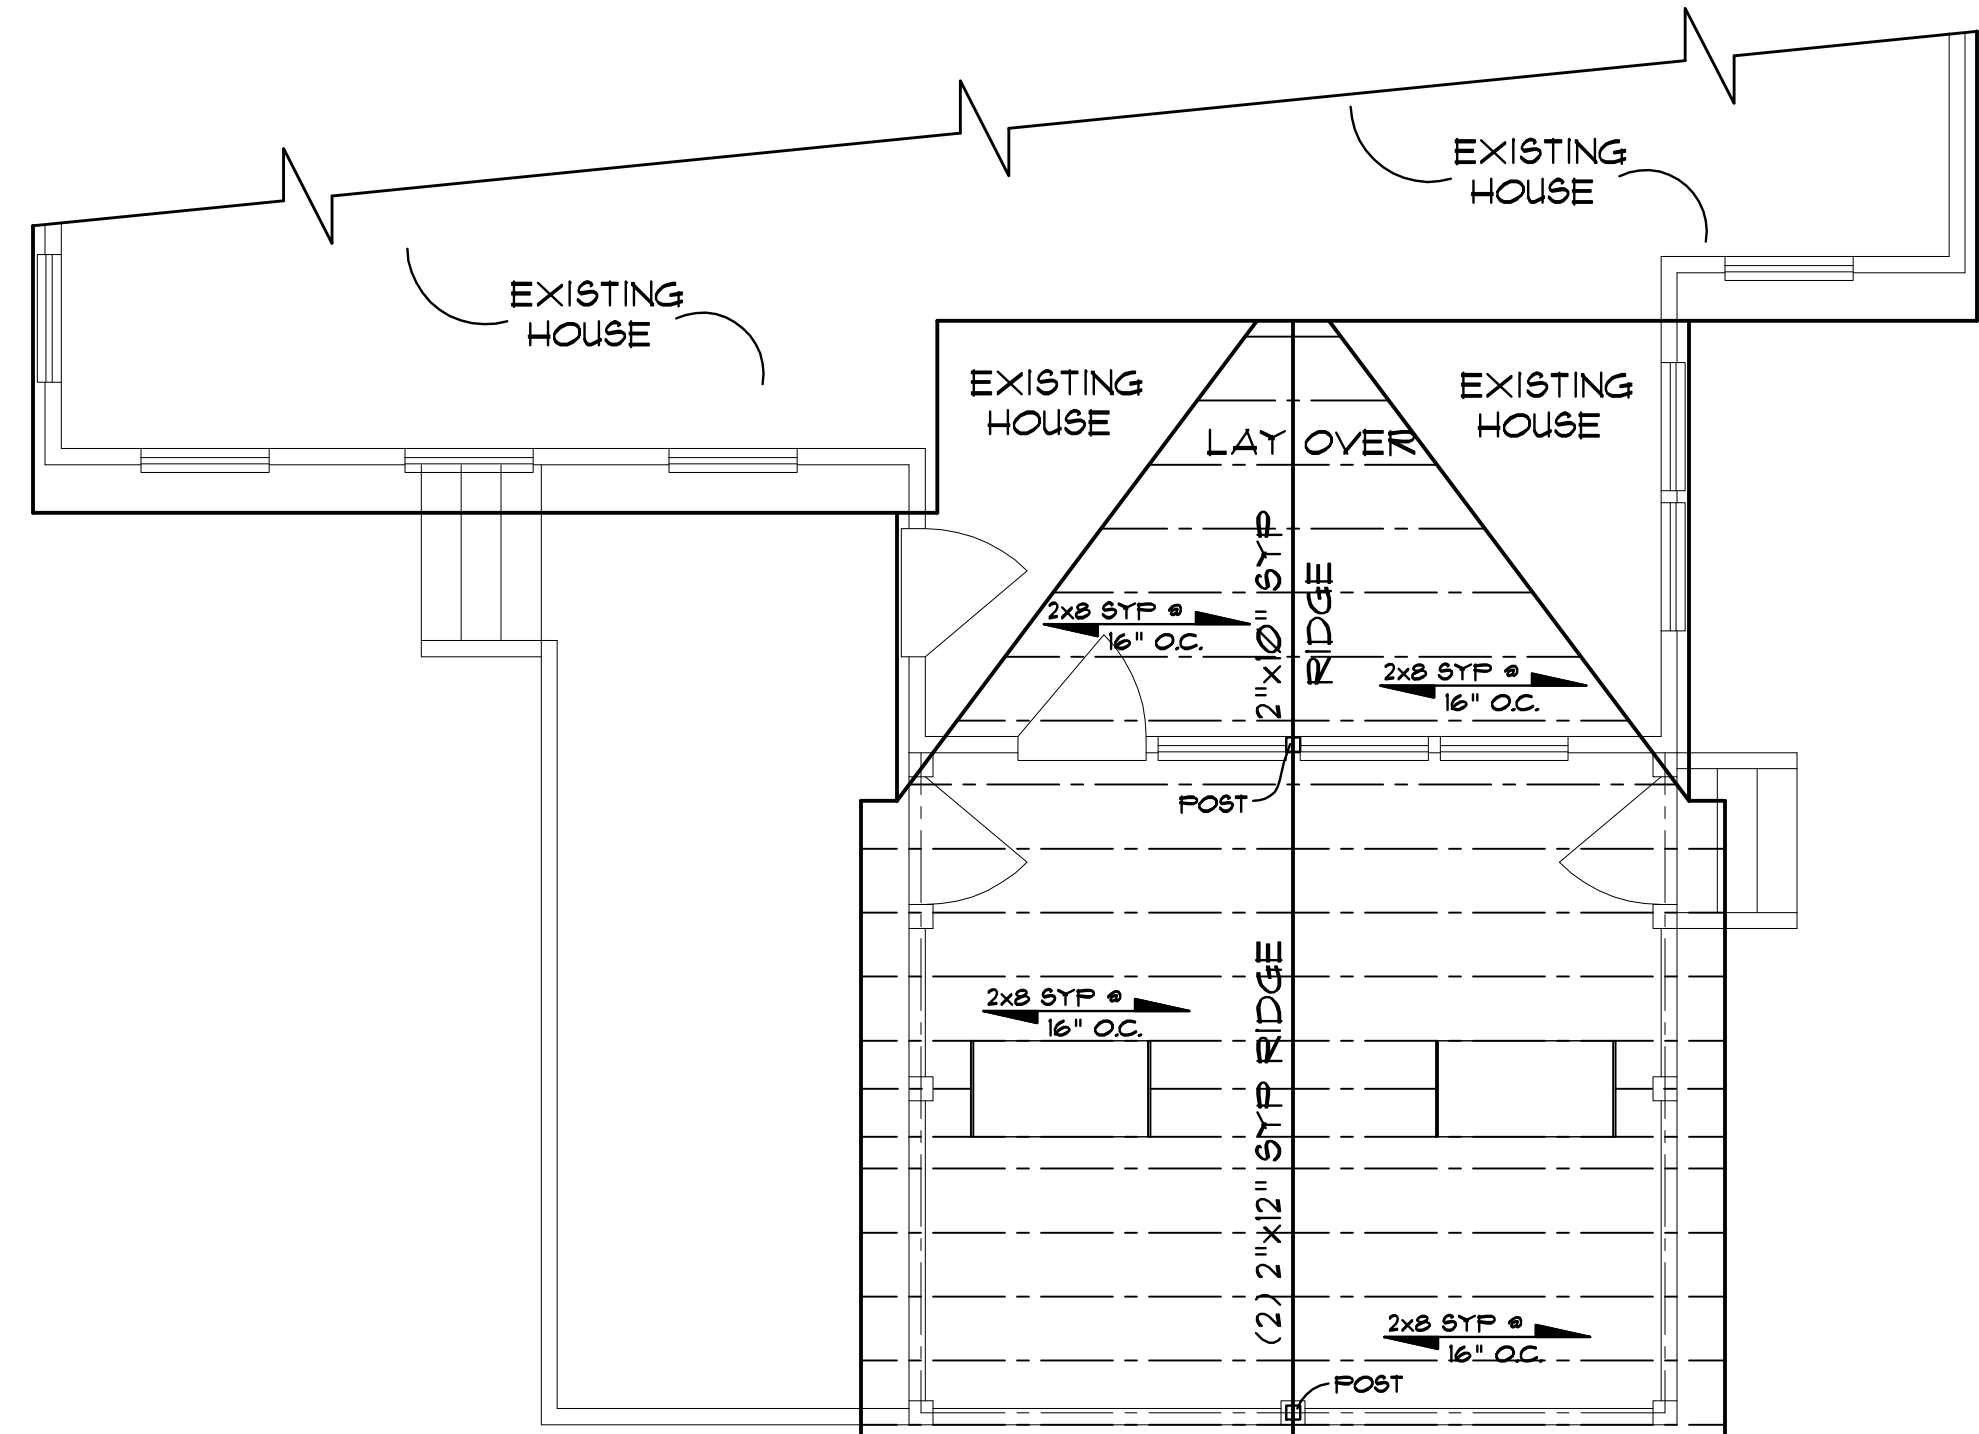 EXISTING
HOUSE
EXISTING
HOUSE
EXISTING
HOUSE
EXISTING
HOUSE
LAY OVER
2"x10" SYP
RIDGE
2x8 SYP @
16" O.C.
2x8 SYP @
16" O.C.
POST
(2) 2"x12" SYP RIDGE
2x8 SYP @
16" O.C.
2x8 SYP @
16" O.C.
POST